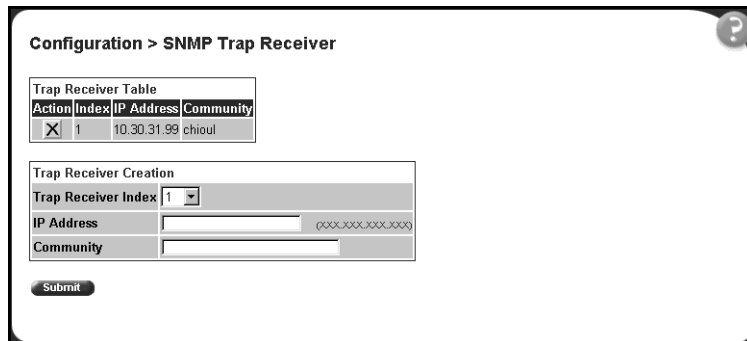 ?
Configuration > SNMP Trap Receiver
Trap Receiver Table
Action Index IP Address Community
X 1 10.30.31.99 chioul
Trap Receiver Creation
Trap Receiver Index 1
IP Address (XXX.XXX.XXX.XXX)
Community
Submit